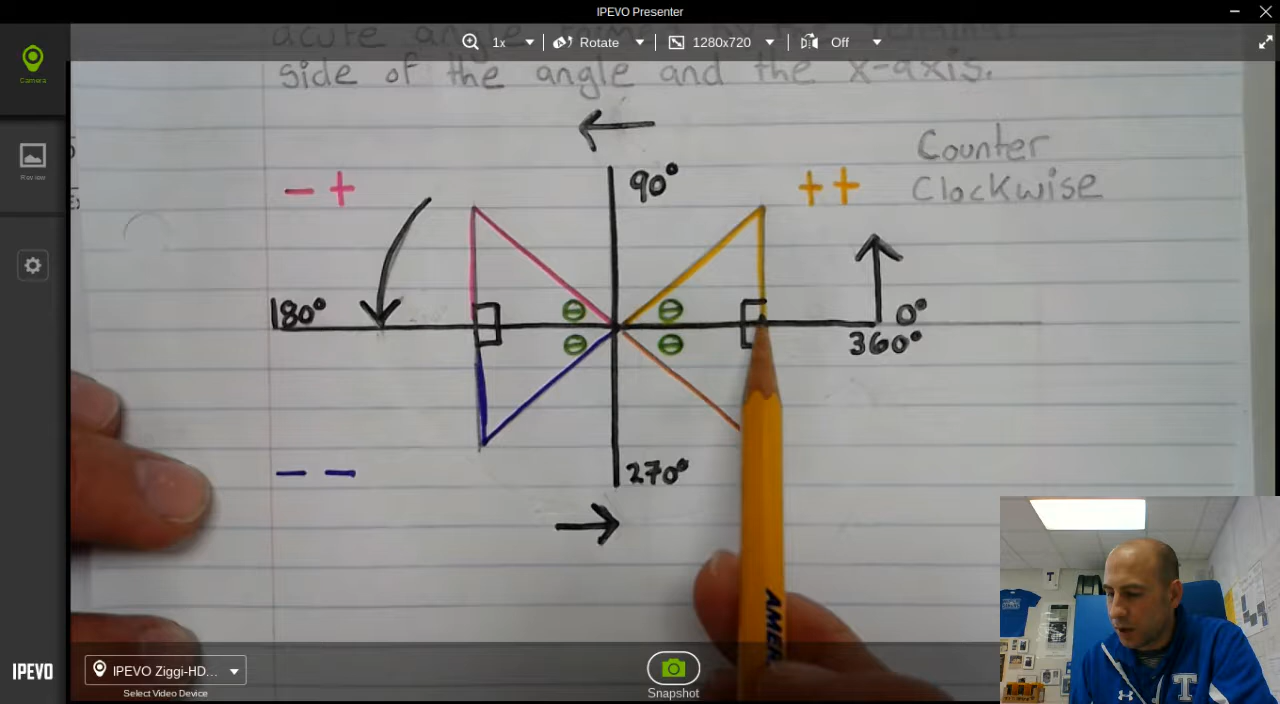 IPEVO Presenter
Camera
1x
Rotate
1280x720
Off
side of the angle and the x-axis.
Review
Counter
Clockwise
- +
90°
+ +
180°
θ θ
θ θ
0°
360°
270°
- -
AMER
T
T
IPEVO
IPEVO Ziggi-HD...
Select Video Device
Snapshot